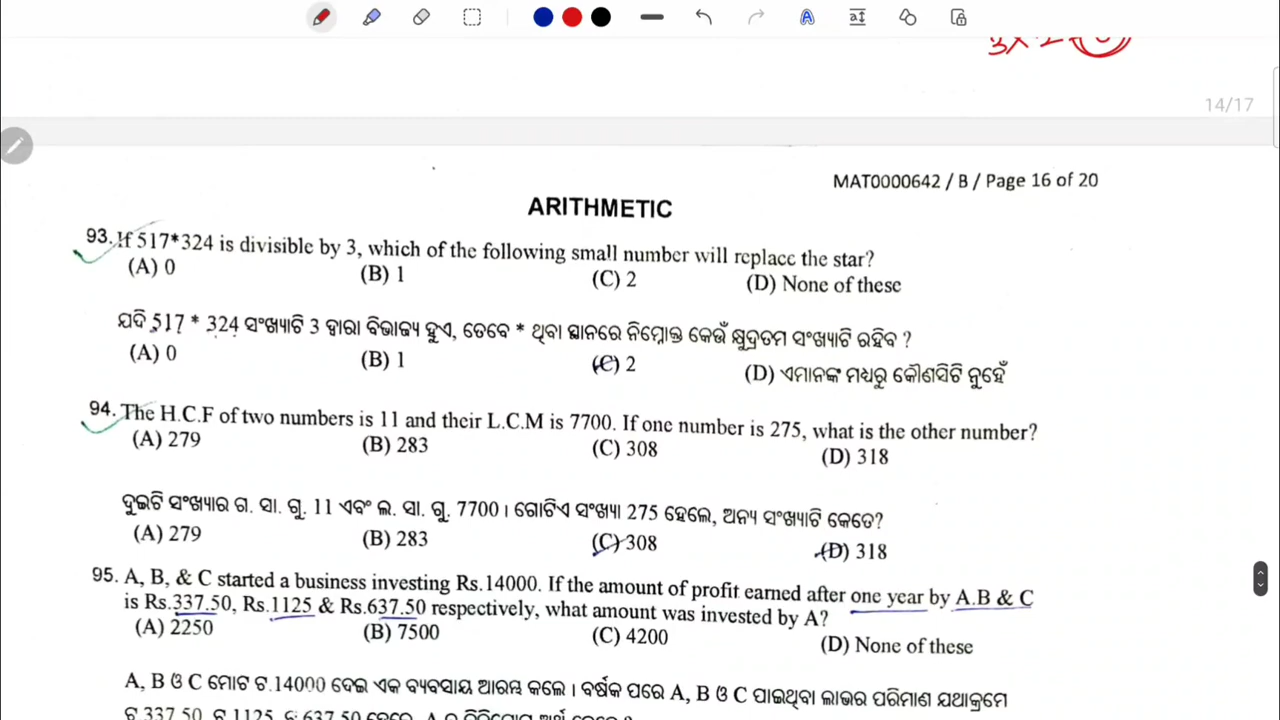 14/17
MAT0000642 / B / Page 16 of 20
ARITHMETIC
93. If 517*324 is divisible by 3, which of the following small number will replace the star?
(A) 0 (B) 1 (C) 2 (D) None of these
ଯଦି 517 * 324 ସଂଖ୍ୟାଟି 3 ଦ୍ୱାରା ବିଭାଜ୍ୟ ହୁଏ, ତେବେ * ଥିବା ସ୍ଥାନରେ ନିମ୍ନୋକ୍ତ କେଉଁ କ୍ଷୁଦ୍ରତମ ସଂଖ୍ୟାଟି ରହିବ ?
(A) 0 (B) 1 (C) 2 (D) ଏମାନଙ୍କ ମଧ୍ୟରୁ କୌଣସିଟି ନୁହେଁ
94. The H.C.F of two numbers is 11 and their L.C.M is 7700. If one number is 275, what is the other number?
(A) 279 (B) 283 (C) 308 (D) 318
ଦୁଇଟି ସଂଖ୍ୟାର ଗ. ସା. ଗୁ. 11 ଏବଂ ଲ. ସା. ଗୁ. 7700 । ଗୋଟିଏ ସଂଖ୍ୟା 275 ହେଲେ, ଅନ୍ୟ ସଂଖ୍ୟାଟି କେତେ?
(A) 279 (B) 283 (C) 308 (D) 318
95. A, B, & C started a business investing Rs.14000. If the amount of profit earned after one year by A.B & C
is Rs.337.50, Rs.1125 & Rs.637.50 respectively, what amount was invested by A?
(A) 2250 (B) 7500 (C) 4200 (D) None of these
A, B ଓ C ମୋଟ ଟ.14000 ଦେଇ ଏକ ବ୍ୟବସାୟ ଆରମ୍ଭ କଲେ । ବର୍ଷକ ପରେ A, B ଓ C ପାଇଥିବା ଲାଭର ପରିମାଣ ଯଥାକ୍ରମେ
ଟ.337.50, ଟ.1125, ଟ.637.50 ହେଲେ, A ର